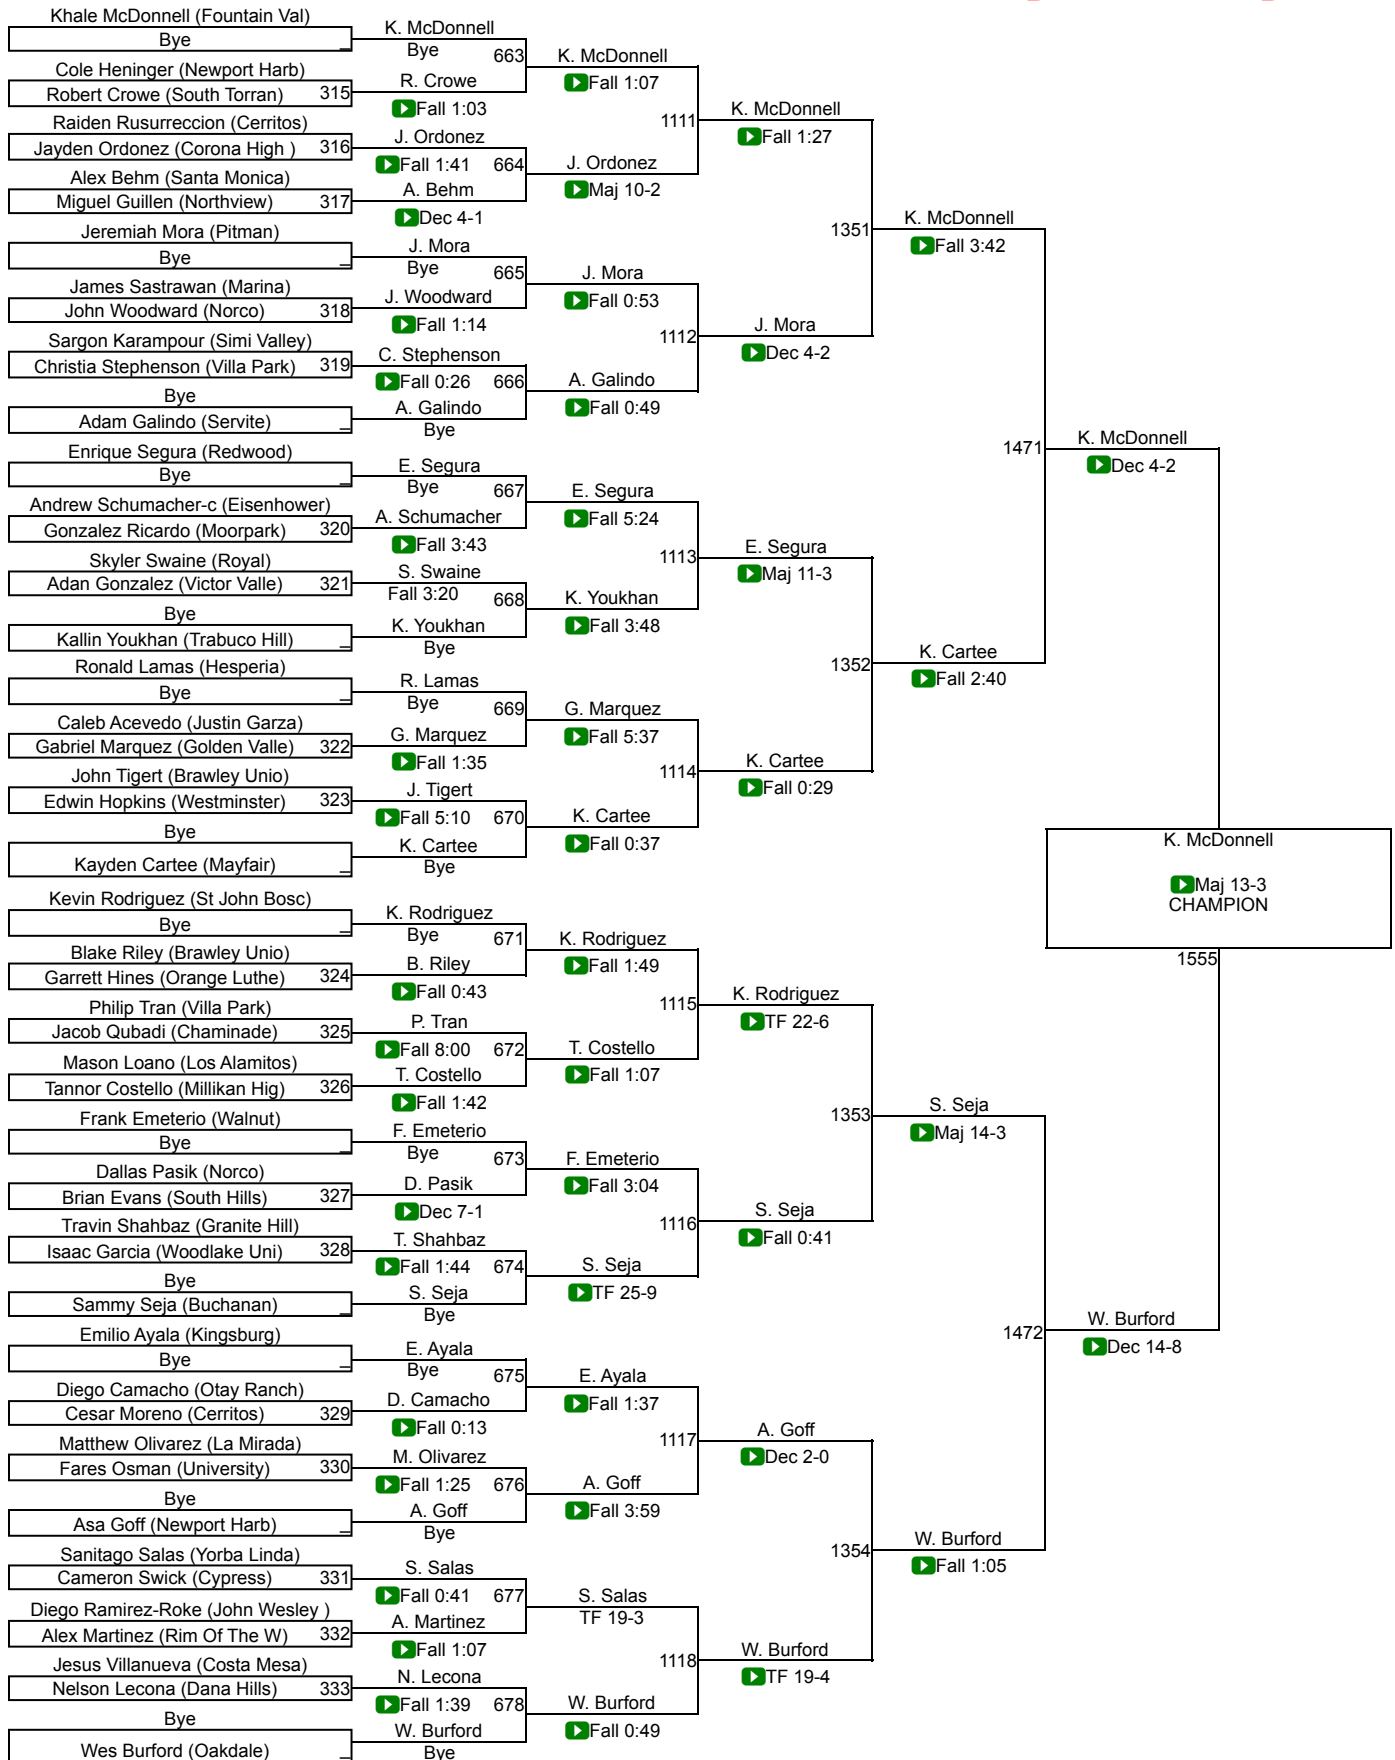 Khale McDonnell (Fountain Val)
Bye _
Cole Heninger (Newport Harb)
Robert Crowe (South Torran) 315
Raiden Rusurreccion (Cerritos)
Jayden Ordonez (Corona High ) 316
Alex Behm (Santa Monica)
Miguel Guillen (Northview) 317
Jeremiah Mora (Pitman)
Bye _
James Sastrawan (Marina)
John Woodward (Norco) 318
Sargon Karampour (Simi Valley)
Christia Stephenson (Villa Park) 319
Bye
Adam Galindo (Servite) _
Enrique Segura (Redwood)
Bye _
Andrew Schumacher-c (Eisenhower)
Gonzalez Ricardo (Moorpark) 320
Skyler Swaine (Royal)
Adan Gonzalez (Victor Valle) 321
Bye
Kallin Youkhan (Trabuco Hill) _
Ronald Lamas (Hesperia)
Bye _
Caleb Acevedo (Justin Garza)
Gabriel Marquez (Golden Valle) 322
John Tigert (Brawley Unio)
Edwin Hopkins (Westminster) 323
Bye
Kayden Cartee (Mayfair) _
Kevin Rodriguez (St John Bosc)
Bye _
Blake Riley (Brawley Unio)
Garrett Hines (Orange Luthe) 324
Philip Tran (Villa Park)
Jacob Qubadi (Chaminade) 325
Mason Loano (Los Alamitos)
Tannor Costello (Millikan Hig) 326
Frank Emeterio (Walnut)
Bye _
Dallas Pasik (Norco)
Brian Evans (South Hills) 327
Travin Shahbaz (Granite Hill)
Isaac Garcia (Woodlake Uni) 328
Bye
Sammy Seja (Buchanan) _
Emilio Ayala (Kingsburg)
Bye _
Diego Camacho (Otay Ranch)
Cesar Moreno (Cerritos) 329
Matthew Olivarez (La Mirada)
Fares Osman (University) 330
Bye
Asa Goff (Newport Harb) _
Sanitago Salas (Yorba Linda)
Cameron Swick (Cypress) 331
Diego Ramirez-Roke (John Wesley )
Alex Martinez (Rim Of The W) 332
Jesus Villanueva (Costa Mesa)
Nelson Lecona (Dana Hills) 333
Bye
Wes Burford (Oakdale) _
K. McDonnell
Bye 663
R. Crowe
Fall 1:03
J. Ordonez
Fall 1:41 664
A. Behm
Dec 4-1
J. Mora
Bye 665
J. Woodward
Fall 1:14
C. Stephenson
Fall 0:26 666
A. Galindo
Bye
E. Segura
Bye 667
A. Schumacher
Fall 3:43
S. Swaine
Fall 3:20 668
K. Youkhan
Bye
R. Lamas
Bye 669
G. Marquez
Fall 1:35
J. Tigert
Fall 5:10 670
K. Cartee
Bye
K. Rodriguez
Bye 671
B. Riley
Fall 0:43
P. Tran
Fall 8:00 672
T. Costello
Fall 1:42
F. Emeterio
Bye 673
D. Pasik
Dec 7-1
T. Shahbaz
Fall 1:44 674
S. Seja
Bye
E. Ayala
Bye 675
D. Camacho
Fall 0:13
M. Olivarez
Fall 1:25 676
A. Goff
Bye
S. Salas
Fall 0:41 677
A. Martinez
Fall 1:07
N. Lecona
Fall 1:39 678
W. Burford
Bye
K. McDonnell
Fall 1:07
1111
J. Ordonez
Maj 10-2
J. Mora
Fall 0:53
1112
A. Galindo
Fall 0:49
E. Segura
Fall 5:24
1113
K. Youkhan
Fall 3:48
G. Marquez
Fall 5:37
1114
K. Cartee
Fall 0:37
K. Rodriguez
Fall 1:49
1115
T. Costello
Fall 1:07
F. Emeterio
Fall 3:04
1116
S. Seja
TF 25-9
E. Ayala
Fall 1:37
1117
A. Goff
Fall 3:59
S. Salas
TF 19-3
1118
W. Burford
Fall 0:49
K. McDonnell
Fall 1:27
1351
J. Mora
Dec 4-2
E. Segura
Maj 11-3
1352
K. Cartee
Fall 0:29
K. Rodriguez
TF 22-6
1353
S. Seja
Fall 0:41
A. Goff
Dec 2-0
1354
W. Burford
TF 19-4
K. McDonnell
Fall 3:42
1471
K. Cartee
Fall 2:40
S. Seja
Maj 14-3
1472
W. Burford
Fall 1:05
K. McDonnell
Dec 4-2
W. Burford
Dec 14-8
K. McDonnell
Maj 13-3
CHAMPION
1555